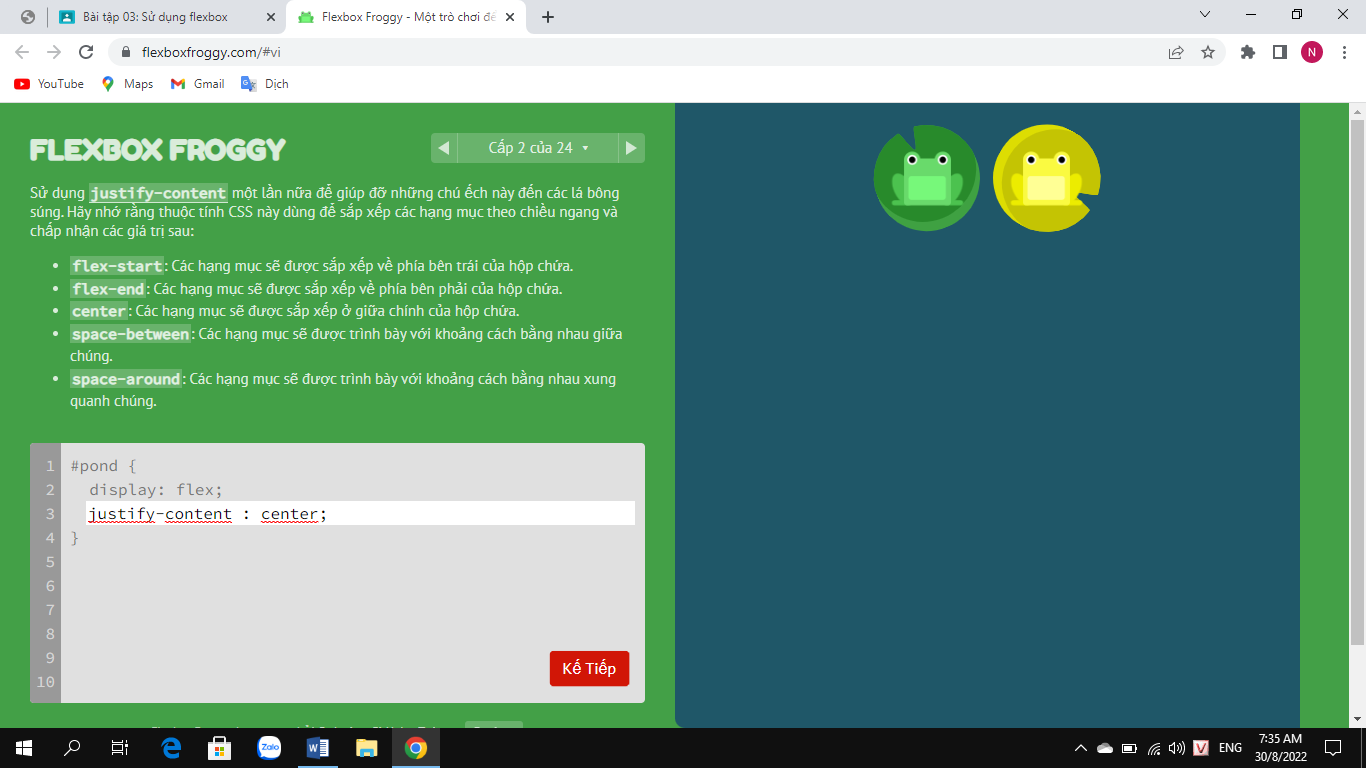 Bài tập 03: Sử dụng flexbox
Flexbox Froggy - Một trò chơi để
flexboxfroggy.com/#vi
N
YouTube
Maps
Gmail
Dịch
FLEXBOX FROGGY
Cấp 2 của 24
Sử dụng justify-content một lần nữa để giúp đỡ những chú ếch này đến các lá bông
súng. Hãy nhớ rằng thuộc tính CSS này dùng để sắp xếp các hạng mục theo chiều ngang và
chấp nhận các giá trị sau:
• flex-start: Các hạng mục sẽ được sắp xếp về phía bên trái của hộp chứa.
• flex-end: Các hạng mục sẽ được sắp xếp về phía bên phải của hộp chứa.
• center: Các hạng mục sẽ được sắp xếp ở giữa chính của hộp chứa.
• space-between: Các hạng mục sẽ được trình bày với khoảng cách bằng nhau giữa
chúng.
• space-around: Các hạng mục sẽ được trình bày với khoảng cách bằng nhau xung
quanh chúng.
1 #pond {
2 display: flex;
3 justify-content : center;
4 }
5
6
7
8
9
10
Kế Tiếp
Zalo
ENG
7:35 AM
30/8/2022